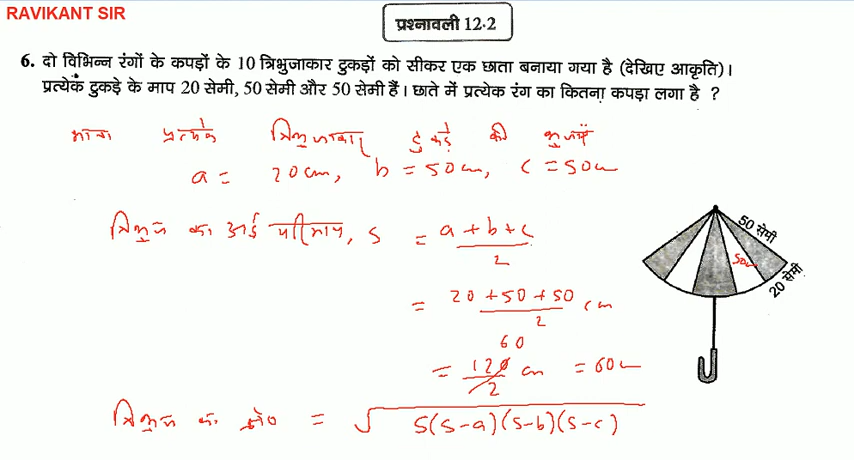 RAVIKANT SIR
प्रश्नावली 12·2
6. दो विभिन्न रंगों के कपड़ों के 10 त्रिभुजाकार टुकड़ों को सीकर एक छाता बनाया गया है (देखिए आकृति)।
प्रत्येक टुकड़े के माप 20 सेमी, 50 सेमी और 50 सेमी हैं। छाते में प्रत्येक रंग का कितना कपड़ा लगा है ?
माना प्रत्येक त्रिभुजाकार टुकड़े की भुजाएँ
a = 20 cm, b = 50 cm, c = 50 cm
त्रिभुज का अर्द्ध परिमाप, s = a + b + c / 2
= 20 + 50 + 50 / 2 cm
60
= 120 / 2 cm = 60 cm
त्रिभुज का क्षे० = √ s(s-a)(s-b)(s-c)
50 सेमी
50 cm
20 सेमी